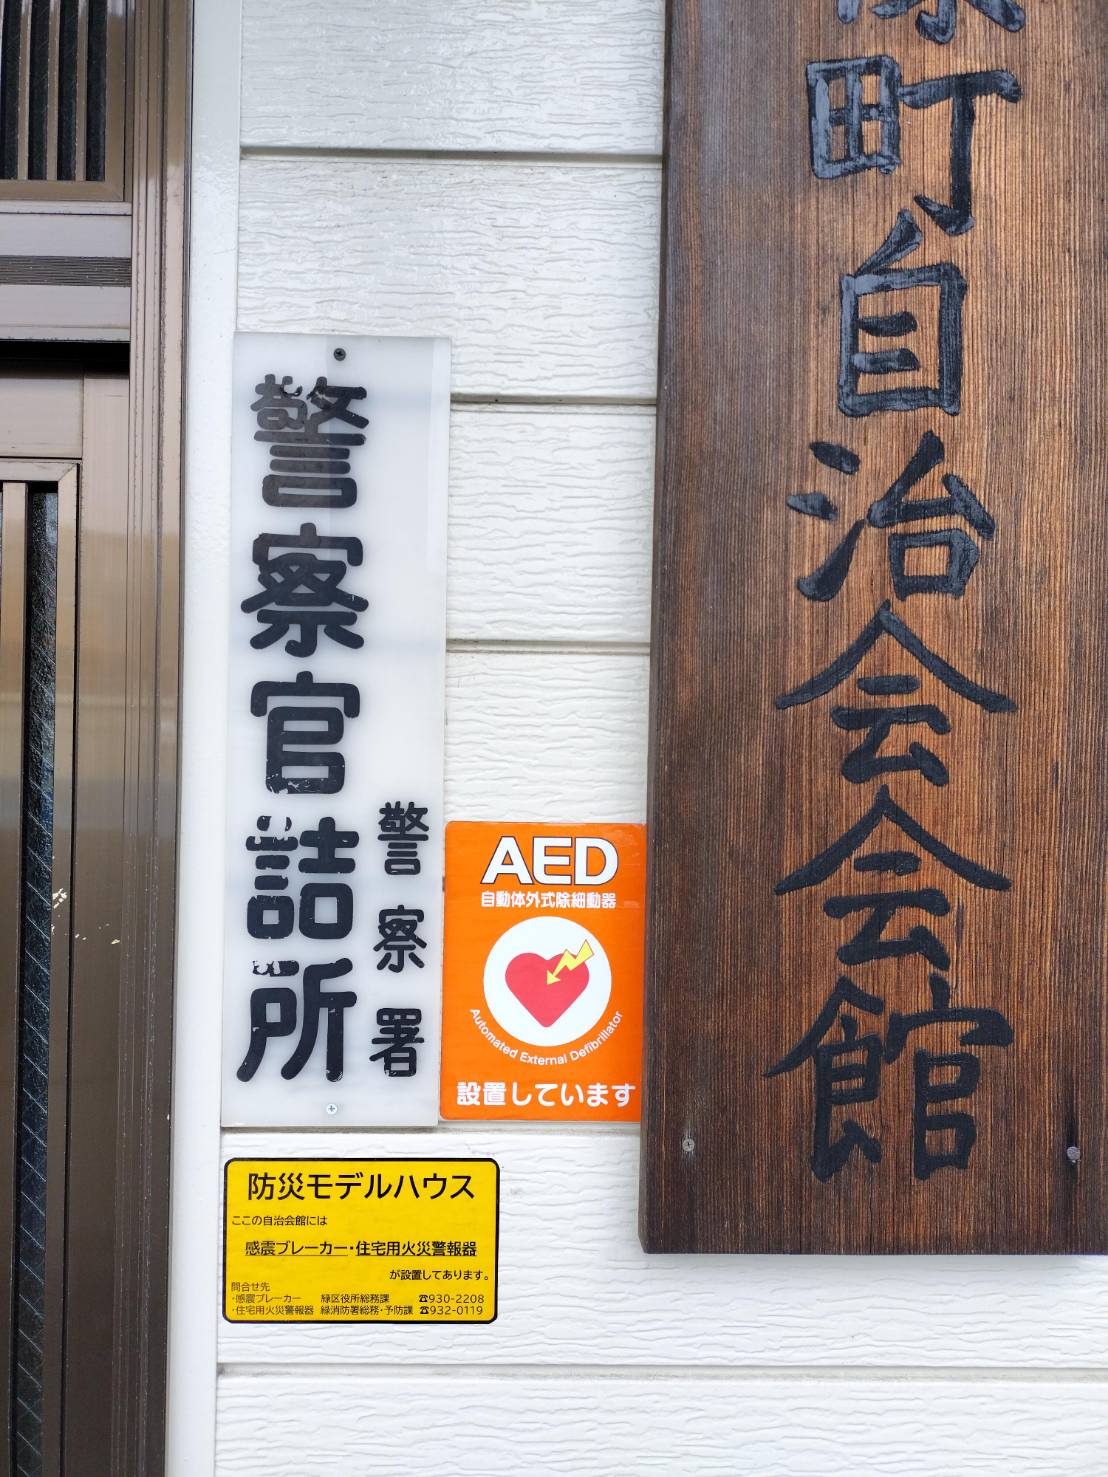 町自治会会館
警察官詰所
警察署
AED
自動体外式除細動器
Automated External Defibrillator
設置しています
防災モデルハウス
ここの自治会館には
感震ブレーカー・住宅用火災警報器
が設置してあります。
問合せ先
・感震ブレーカー 緑区役所総務課 ☎930-2208
・住宅用火災警報器 緑消防署総務・予防課 ☎932-0119